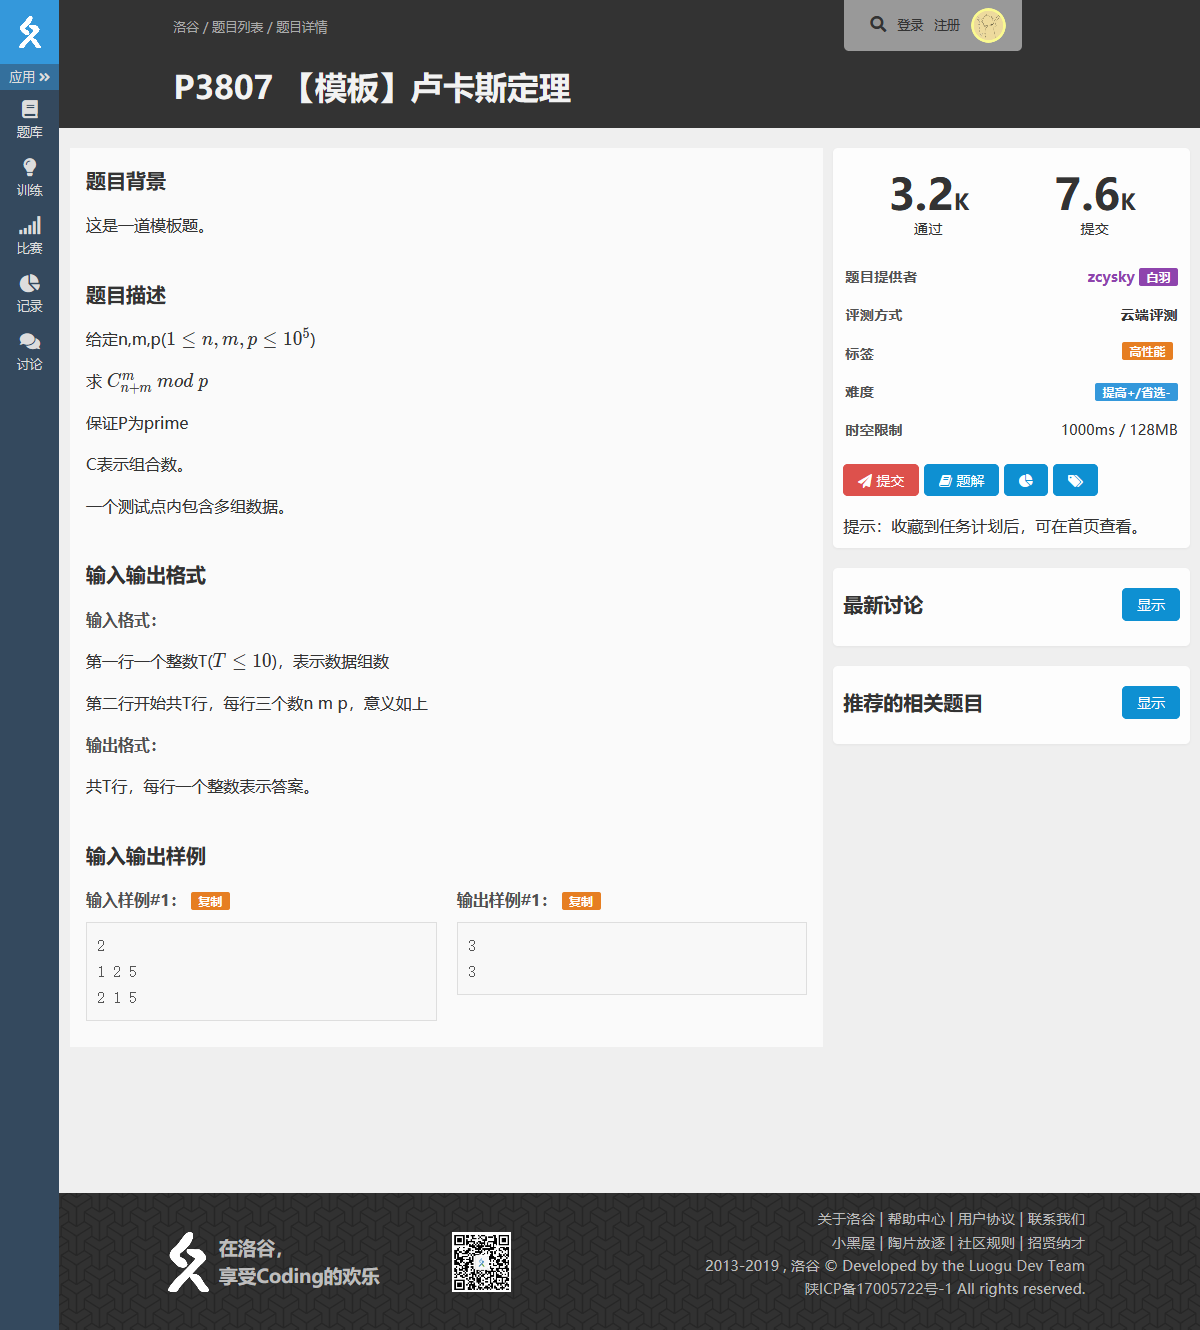 洛谷 / 题目列表 / 题目详情
登录 注册
P3807 【模板】卢卡斯定理
应用
题库
训练
比赛
记录
讨论
题目背景
这是一道模板题。
题目描述
给定n,m,p(1 ≤ n, m, p ≤ 10^5)
求 C_{n+m}^{m} mod p
保证P为prime
C表示组合数。
一个测试点内包含多组数据。
输入输出格式
输入格式：
第一行一个整数T(T ≤ 10)，表示数据组数
第二行开始共T行，每行三个数n m p，意义如上
输出格式：
共T行，每行一个整数表示答案。
输入输出样例
输入样例#1： 复制
2
1 2 5
2 1 5
输出样例#1： 复制
3
3
3.2K
通过
7.6K
提交
题目提供者 zcysky 白羽
评测方式 云端评测
标签 高性能
难度 提高+/省选-
时空限制 1000ms / 128MB
提交 题解
提示：收藏到任务计划后，可在首页查看。
最新讨论 显示
推荐的相关题目 显示
在洛谷，
享受Coding的欢乐
关于洛谷 | 帮助中心 | 用户协议 | 联系我们
小黑屋 | 陶片放逐 | 社区规则 | 招贤纳才
2013-2019 , 洛谷 © Developed by the Luogu Dev Team
陕ICP备17005722号-1 All rights reserved.